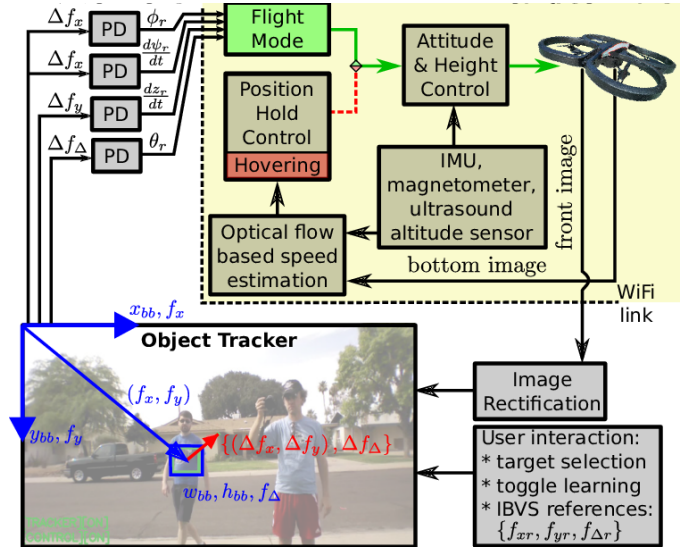 Δf_x PD ϕ_r
Δf_x PD dψ_r/dt
Δf_y PD dz_r/dt
Δf_Δ PD θ_r
Flight
Mode
Position
Hold
Control
Hovering
Attitude
& Height
Control
IMU,
magnetometer,
ultrasound
altitude sensor
Optical flow
based speed
estimation
bottom image
front image
WiFi
link
x_bb, f_x
Object Tracker
(f_x, f_y)
y_bb, f_y
{(Δf_x, Δf_y), Δf_Δ}
w_bb, h_bb, f_Δ
Image
Rectification
User interaction:
* target selection
* toggle learning
* IBVS references:
{f_xr, f_yr, f_Δr}